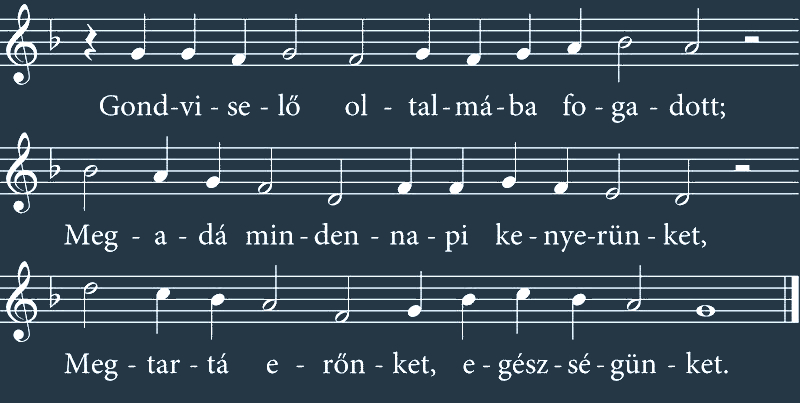 Gond-vi - se - lő ol - tal-má-ba fo - ga - dott;
Meg - a - dá min - den - na - pi ke - nye-rün - ket,
Meg - tar - tá e - rőn - ket, e - gész - sé - gün - ket.